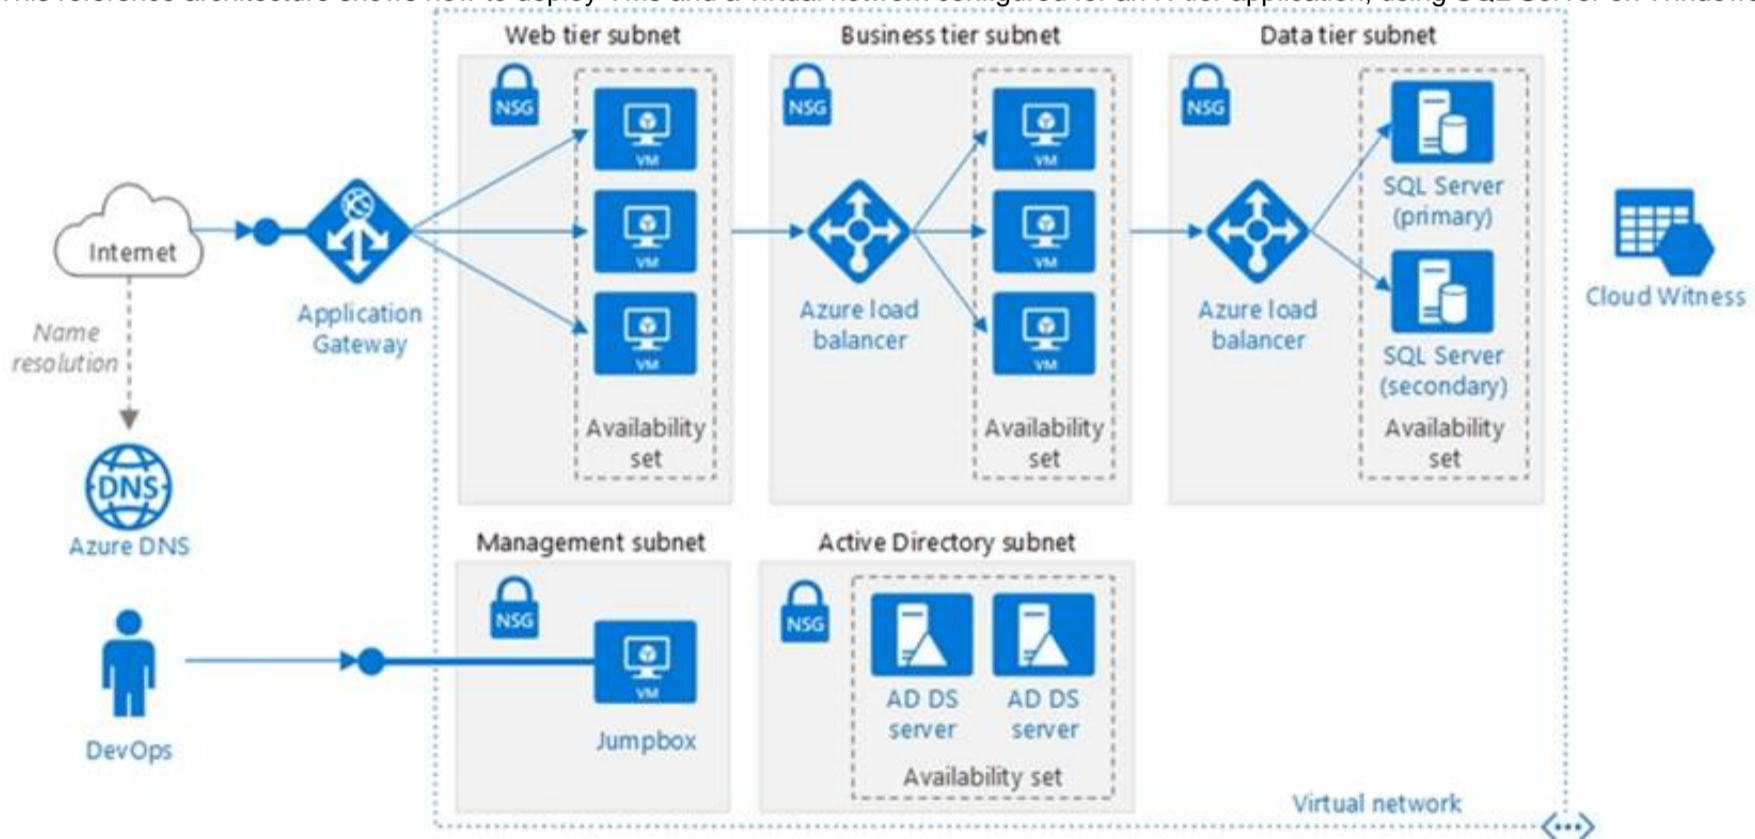 Web tier subnet
Business tier subnet
Data tier subnet
NSG
NSG
NSG
VM
VM
VM
VM
VM
VM
SQL Server
(primary)
SQL Server
(secondary)
Internet
Application
Gateway
Azure load
balancer
Azure load
balancer
Cloud Witness
Name
resolution
Availability
set
Availability
set
Availability
set
DNS
Azure DNS
Management subnet
Active Directory subnet
NSG
NSG
VM
Jumpbox
AD DS
server
AD DS
server
Availability set
DevOps
Virtual network